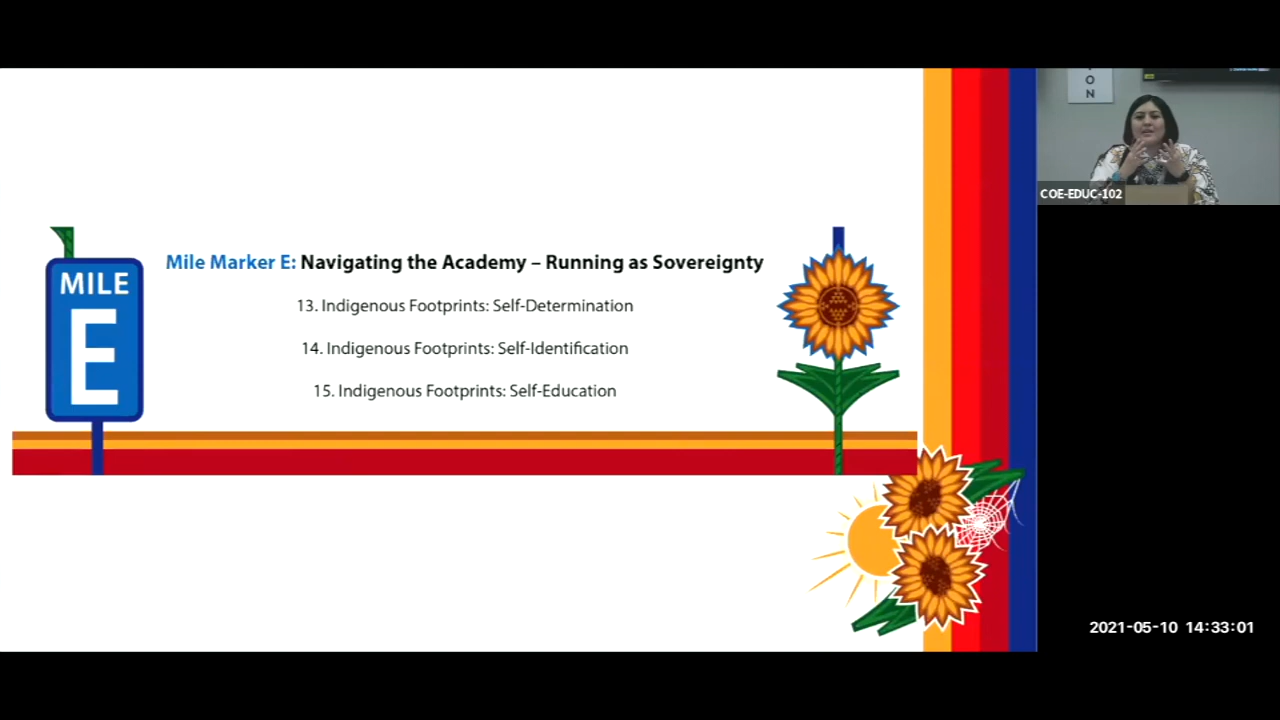 MILE
E
Mile Marker E: Navigating the Academy – Running as Sovereignty
13. Indigenous Footprints: Self-Determination
14. Indigenous Footprints: Self-Identification
15. Indigenous Footprints: Self-Education
O
N
COE-EDUC-102
2021-05-10 14:33:01